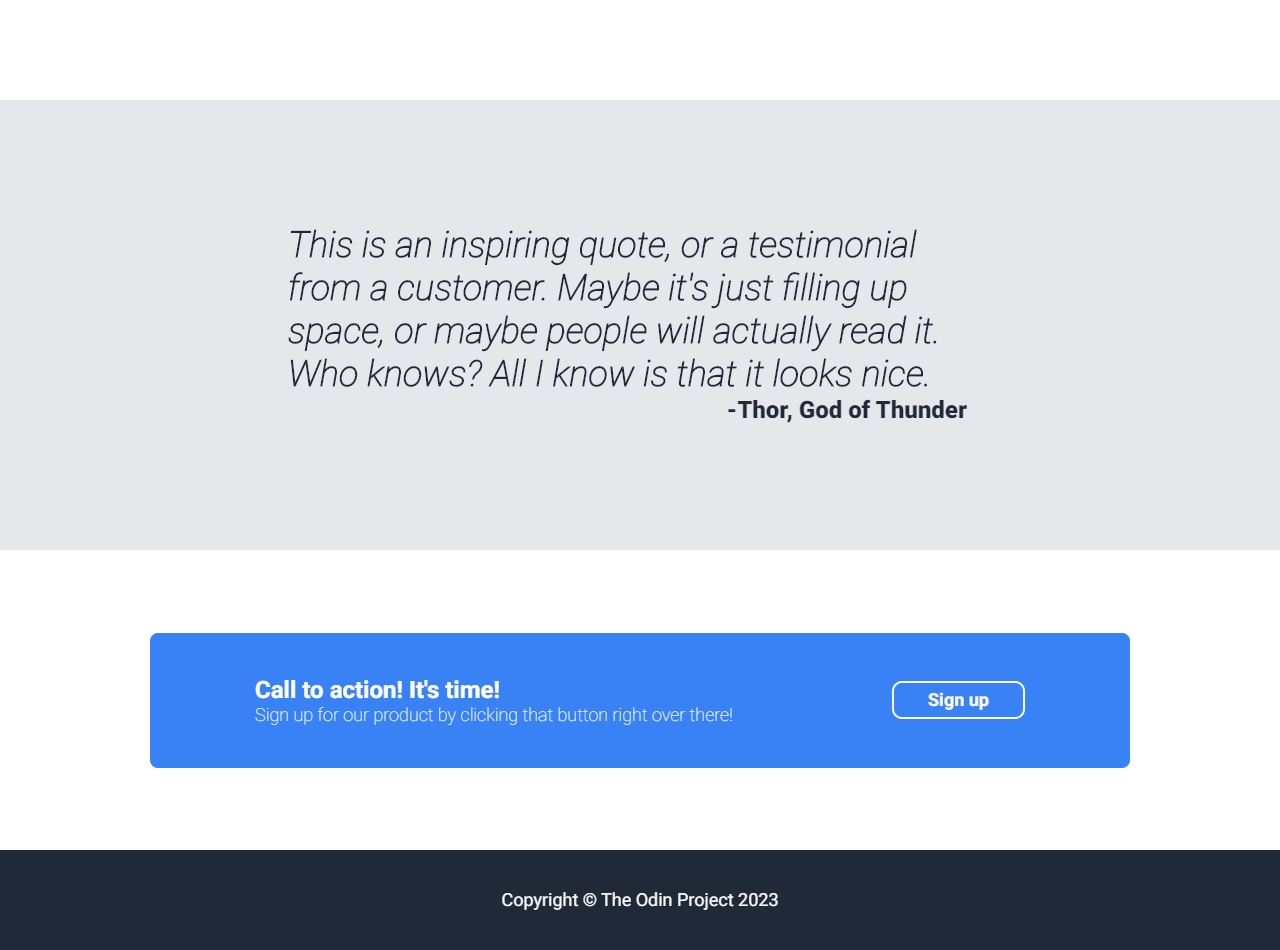 This is an inspiring quote, or a testimonial
from a customer. Maybe it's just filling up
space, or maybe people will actually read it.
Who knows? All I know is that it looks nice.
-Thor, God of Thunder
Call to action! It's time!
Sign up for our product by clicking that button right over there!
Sign up
Copyright © The Odin Project 2023